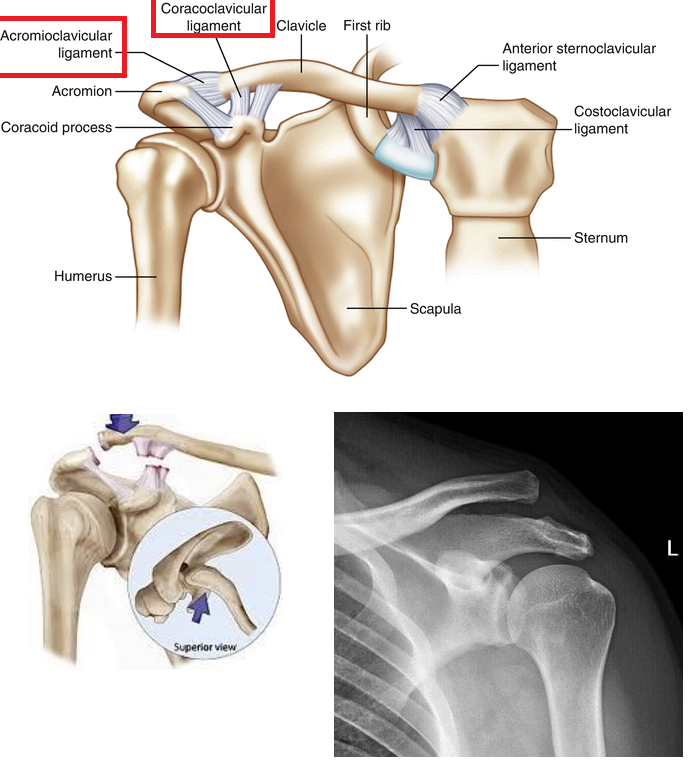 Coracoclavicular
ligament
Clavicle
First rib
Acromioclavicular
ligament
Anterior sternoclavicular
ligament
Acromion
Coracoid process
Costoclavicular
ligament
Sternum
Humerus
Scapula
Superior view
L